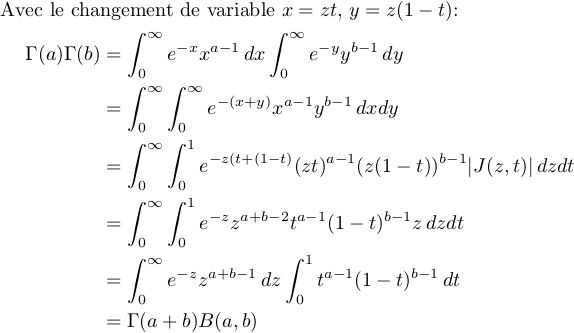 Avec le changement de variable x = zt, y = z(1 − t):
Γ(a)Γ(b) = ∫_0^∞ e^{−x} x^{a−1} dx ∫_0^∞ e^{−y} y^{b−1} dy
= ∫_0^∞ ∫_0^∞ e^{−(x+y)} x^{a−1} y^{b−1} dxdy
= ∫_0^∞ ∫_0^1 e^{−z(t+(1−t)} (zt)^{a−1} (z(1 − t))^{b−1} |J(z, t)| dzdt
= ∫_0^∞ ∫_0^1 e^{−z} z^{a+b−2} t^{a−1} (1 − t)^{b−1} z dzdt
= ∫_0^∞ e^{−z} z^{a+b−1} dz ∫_0^1 t^{a−1} (1 − t)^{b−1} dt
= Γ(a + b)B(a, b)